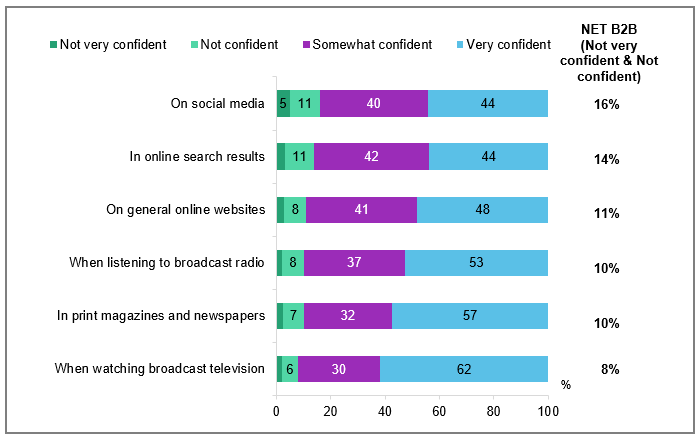 Not very confident Not confident Somewhat confident Very confident
NET B2B
(Not very
confident & Not
confident)
On social media 5 11 40 44 16%
In online search results 11 42 44 14%
On general online websites 8 41 48 11%
When listening to broadcast radio 8 37 53 10%
In print magazines and newspapers 7 32 57 10%
When watching broadcast television 6 30 62 8%
%
0 20 40 60 80 100